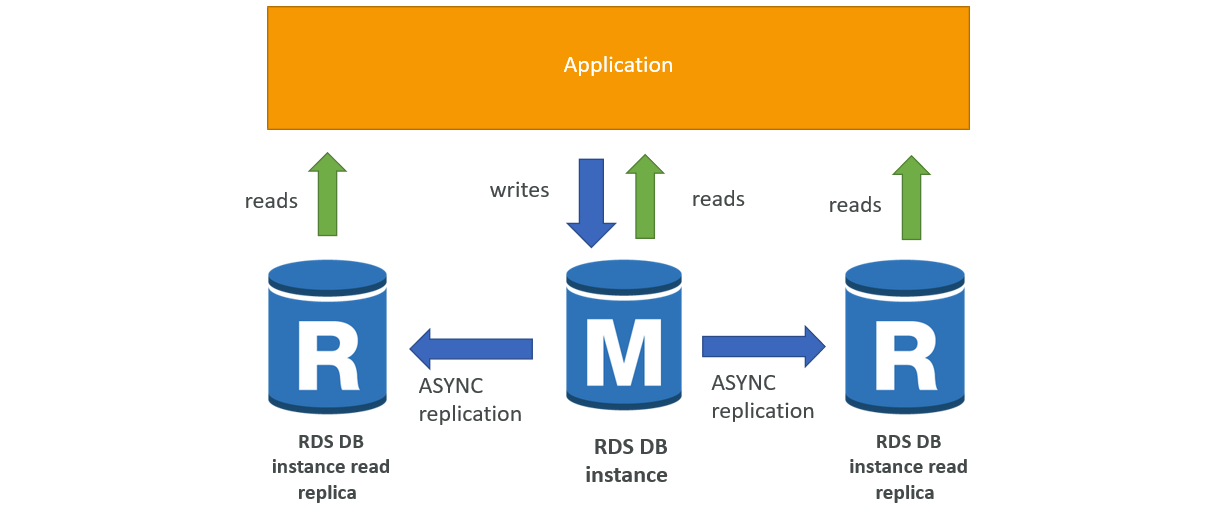 Application
reads
writes
reads
reads
R
M
R
ASYNC
replication
ASYNC
replication
RDS DB
instance read
replica
RDS DB
instance
RDS DB
instance read
replica